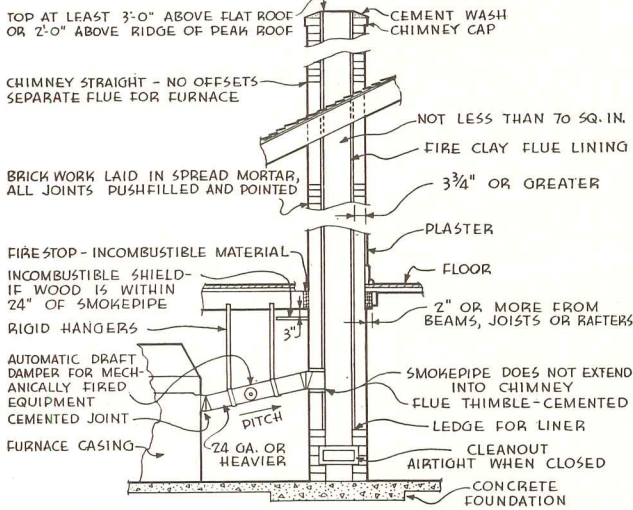 TOP AT LEAST 3'-0" ABOVE FLAT ROOF
OR 2'-0" ABOVE RIDGE OF PEAK ROOF
CEMENT WASH
CHIMNEY CAP
CHIMNEY STRAIGHT - NO OFFSETS
SEPARATE FLUE FOR FURNACE
NOT LESS THAN 70 SQ. IN.
FIRE CLAY FLUE LINING
BRICK WORK LAID IN SPREAD MORTAR,
ALL JOINTS PUSHFILLED AND POINTED
3 3/4" OR GREATER
PLASTER
FIRESTOP - INCOMBUSTIBLE MATERIAL
FLOOR
INCOMBUSTIBLE SHIELD-
IF WOOD IS WITHIN
24" OF SMOKEPIPE
3"
2" OR MORE FROM
BEAMS, JOISTS OR RAFTERS
RIGID HANGERS
AUTOMATIC DRAFT
DAMPER FOR MECH-
ANICALLY FIRED
EQUIPMENT
SMOKEPIPE DOES NOT EXTEND
INTO CHIMNEY
FLUE THIMBLE-CEMENTED
CEMENTED JOINT
PITCH
LEDGE FOR LINER
FURNACE CASING
24 GA. OR
HEAVIER
CLEANOUT
AIRTIGHT WHEN CLOSED
CONCRETE
FOUNDATION